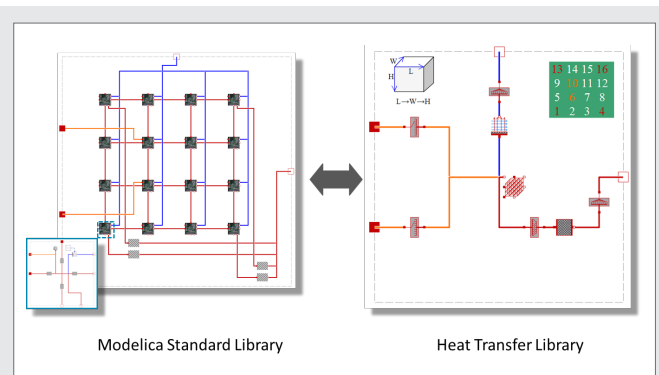 W
L
H
L→W→H
13 14 15 16
9 10 11 12
5 6 7 8
1 2 3 4
Modelica Standard Library
Heat Transfer Library